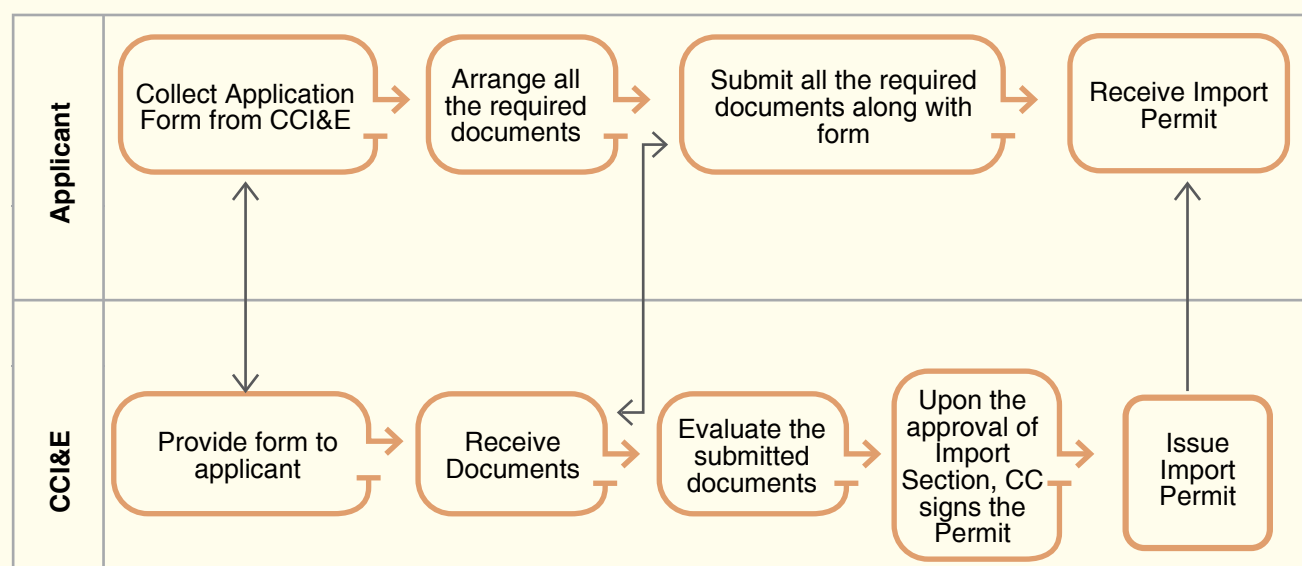 Applicant
Collect Application
Form from CCI&E
Arrange all
the required
documents
Submit all the required
documents along with
form
Receive Import
Permit
CCI&E
Provide form to
applicant
Receive
Documents
Evaluate the
submitted
documents
Upon the
approval of
Import
Section, CC
signs the
Permit
Issue
Import
Permit